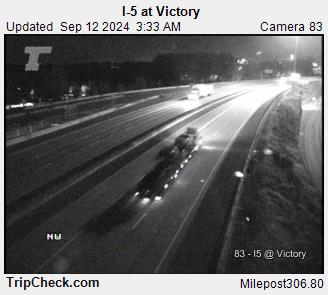 I-5 at Victory
Updated Sep 12 2024 3:33 AM Camera 83
NW
83 - I5 @ Victory
TripCheck.com Milepost306.80